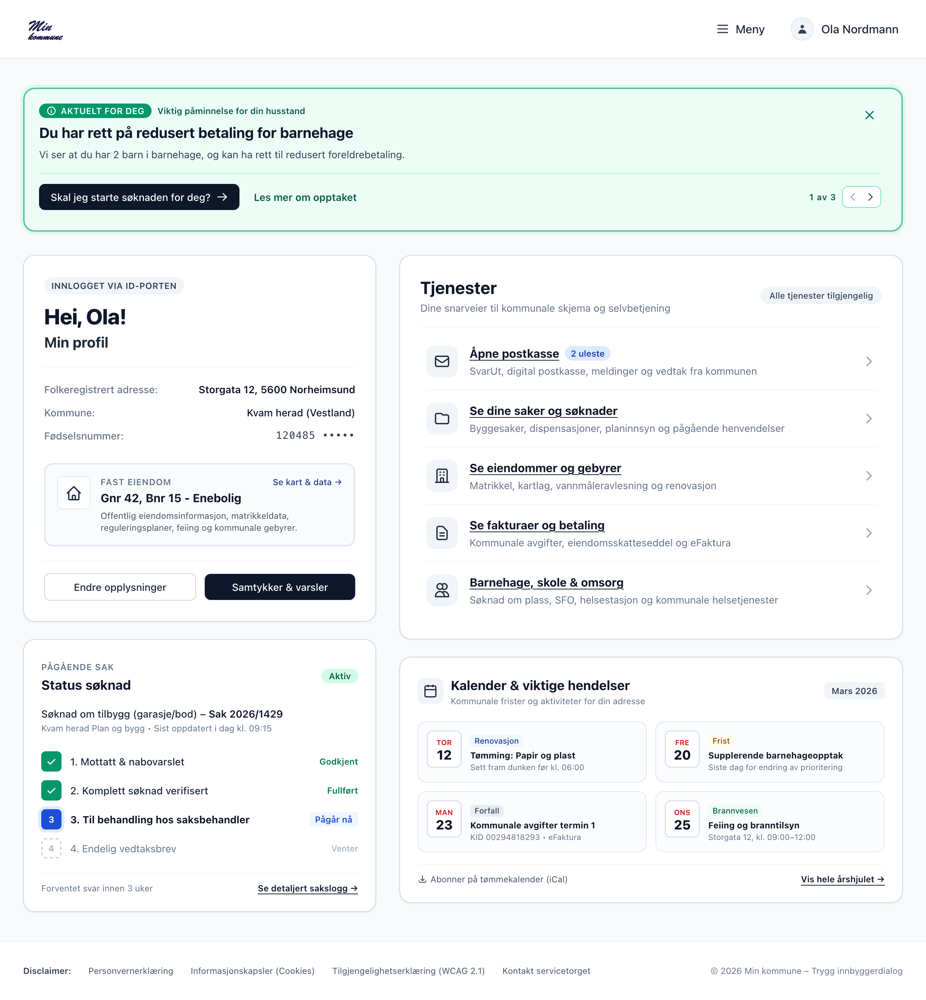 Min
kommune
Meny
Ola Nordmann
AKTUELT FOR DEG
Viktig påminnelse for din husstand
Du har rett på redusert betaling for barnehage
Vi ser at du har 2 barn i barnehage, og kan ha rett til redusert foreldrebetaling.
Skal jeg starte søknaden for deg? →
Les mer om opptaket
1 av 3
INNLOGGET VIA ID-PORTEN
Hei, Ola!
Min profil
Folkeregistrert adresse: Storgata 12, 5600 Norheimsund
Kommune: Kvam herad (Vestland)
Fødselsnummer: 120485 •••••
FAST EIENDOM
Se kart & data →
Gnr 42, Bnr 15 - Enebolig
Offentlig eiendomsinformasjon, matrikkeldata,
reguleringsplaner, feiing og kommunale gebyrer.
Endre opplysninger
Samtykker & varsler
Tjenester
Dine snarveier til kommunale skjema og selvbetjening
Alle tjenester tilgjengelig
Åpne postkasse
2 uleste
SvarUt, digital postkasse, meldinger og vedtak fra kommunen
Se dine saker og søknader
Byggesaker, dispensasjoner, planinnsyn og pågående henvendelser
Se eiendommer og gebyrer
Matrikkel, kartlag, vannmåleravlesning og renovasjon
Se fakturaer og betaling
Kommunale avgifter, eiendomsskatteseddel og eFaktura
Barnehage, skole & omsorg
Søknad om plass, SFO, helsestasjon og kommunale helsetjenester
PÅGÅENDE SAK
Status søknad
Aktiv
Søknad om tilbygg (garasje/bod) – Sak 2026/1429
Kvam herad Plan og bygg • Sist oppdatert i dag kl. 09:15
1. Mottatt & nabovarslet Godkjent
2. Komplett søknad verifisert Fullført
3 3. Til behandling hos saksbehandler Pågår nå
4 4. Endelig vedtaksbrev Venter
Forventet svar innen 3 uker
Se detaljert sakslogg →
Kalender & viktige hendelser
Kommunale frister og aktiviteter for din adresse
Mars 2026
TOR
12
Renovasjon
Tømming: Papir og plast
Sett fram dunken før kl. 06:00
FRE
20
Frist
Supplerende barnehageopptak
Siste dag for endring av prioritering
MAN
23
Forfall
Kommunale avgifter termin 1
KID 00294818293 • eFaktura
ONS
25
Brannvesen
Feiing og branntilsyn
Storgata 12, kl. 09:00–12:00
Abonner på tømmekalender (iCal)
Vis hele årshjulet →
Disclaimer: Personvernerklæring Informasjonskapsler (Cookies) Tilgjengelighetserklæring (WCAG 2.1) Kontakt servicetorget
© 2026 Min kommune – Trygg innbyggerdialog